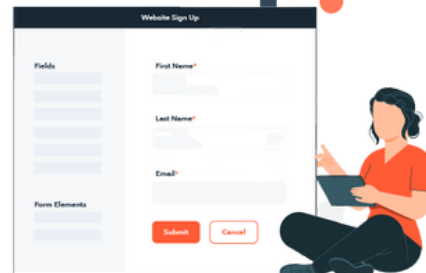 Website Sign Up
Fields
First Name*
Last Name*
Email*
Form Elements
Submit
Cancel